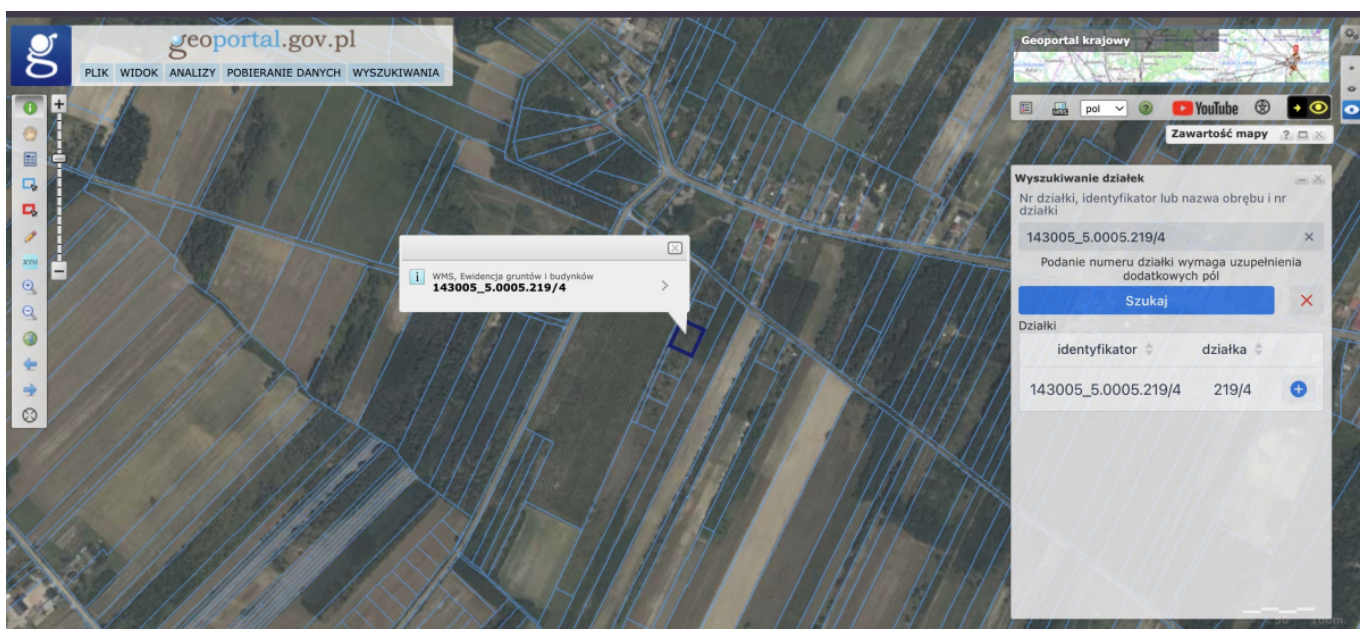 geoportal.gov.pl
PLIK WIDOK ANALIZY POBIERANIE DANYCH WYSZUKIWANIA
WMS, Ewidencja gruntów i budynków
143005_5.0005.219/4
Geoportal krajowy
pol
YouTube
Zawartość mapy
Wyszukiwanie działek
Nr działki, identyfikator lub nazwa obrębu i nr
działki
143005_5.0005.219/4
Podanie numeru działki wymaga uzupełnienia
dodatkowych pól
Szukaj
Działki
identyfikator działka
143005_5.0005.219/4 219/4
50 100m